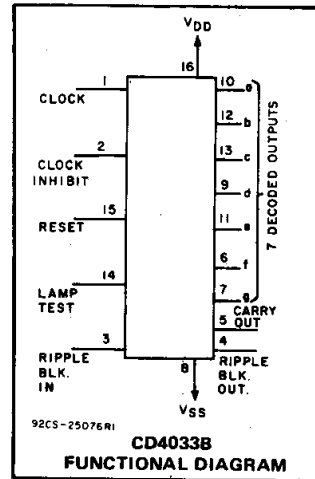 VDD
16
1
CLOCK
2
CLOCK
INHIBIT
15
RESET
14
LAMP
TEST
3
RIPPLE
BLK.
IN
10 a
12 b
13 c
9 d
11 e
6 f
7 g
7 DECODED OUTPUTS
CARRY
OUT
5
4
RIPPLE
BLK.
OUT.
8
VSS
92CS-25076R1
CD4033B
FUNCTIONAL DIAGRAM